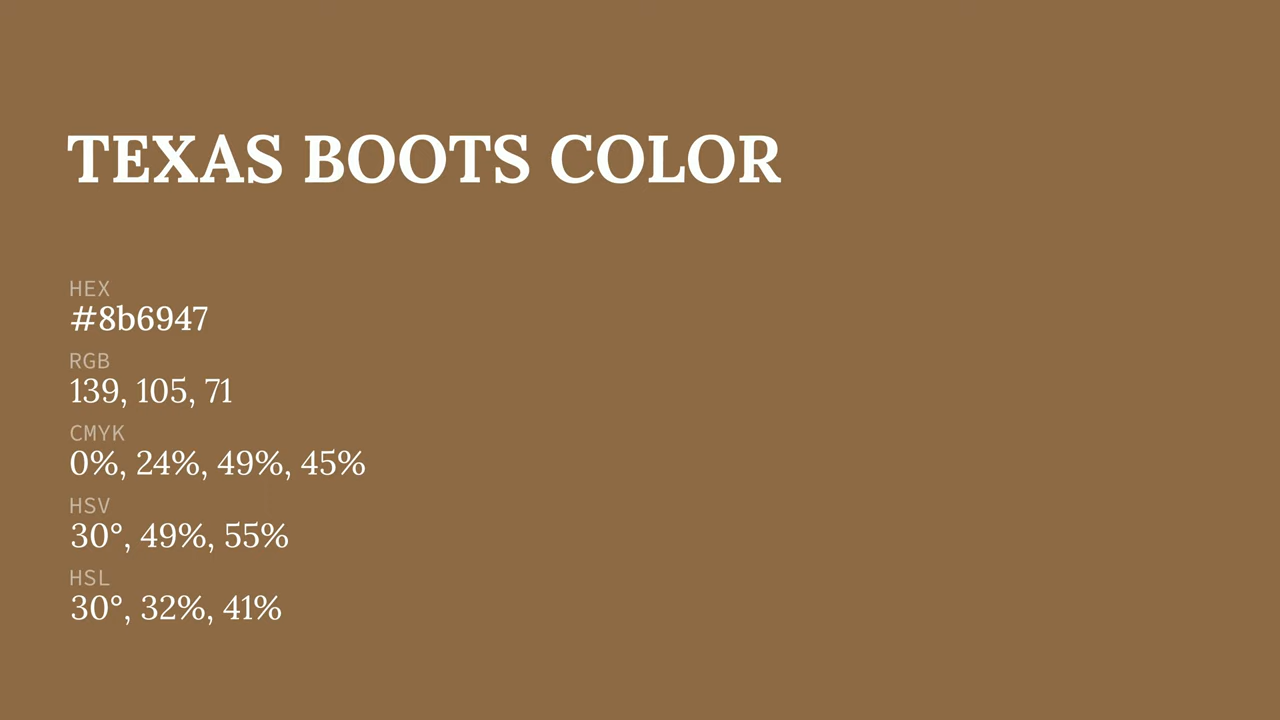 TEXAS BOOTS COLOR
HEX
#8b6947
RGB
139, 105, 71
CMYK
0%, 24%, 49%, 45%
HSV
30°, 49%, 55%
HSL
30°, 32%, 41%